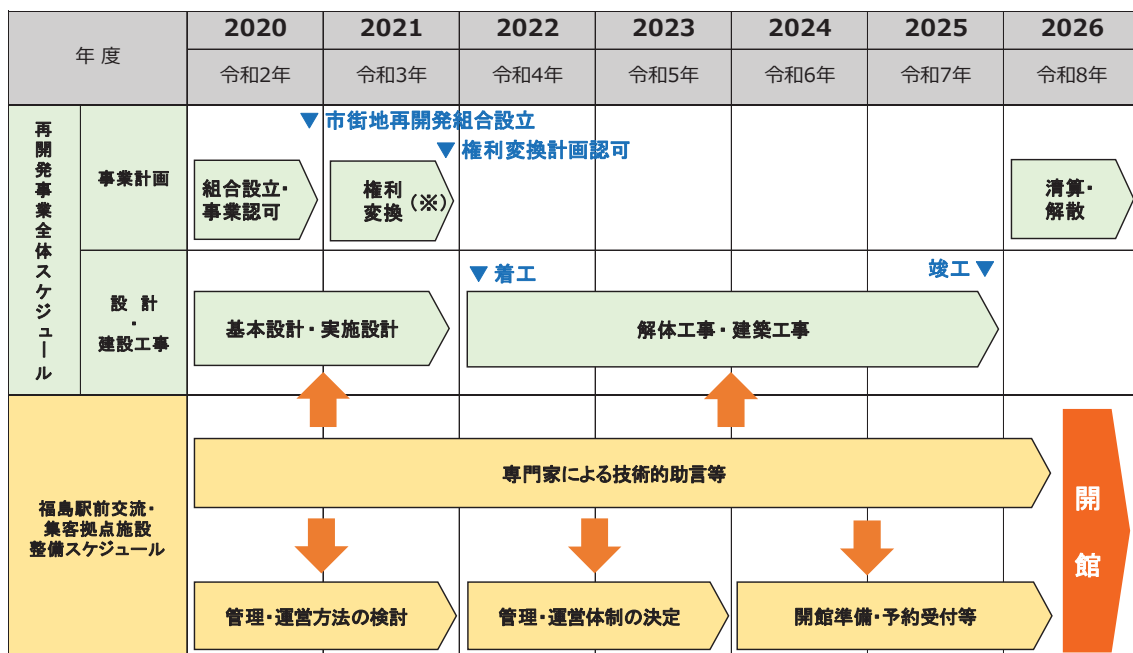 年 度
2020
2021
2022
2023
2024
2025
2026
令和2年
令和3年
令和4年
令和5年
令和6年
令和7年
令和8年
再開発事業全体スケジュール
事業計画
▼ 市街地再開発組合設立
▼ 権利変換計画認可
組合設立・
事業認可
権利
変換
(※)
清算・
解散
設 計
・
建設工事
▼ 着工
竣工 ▼
基本設計・実施設計
解体工事・建築工事
福島駅前交流・
集客拠点施設
整備スケジュール
専門家による技術的助言等
管理・運営方法の検討
管理・運営体制の決定
開館準備・予約受付等
開館